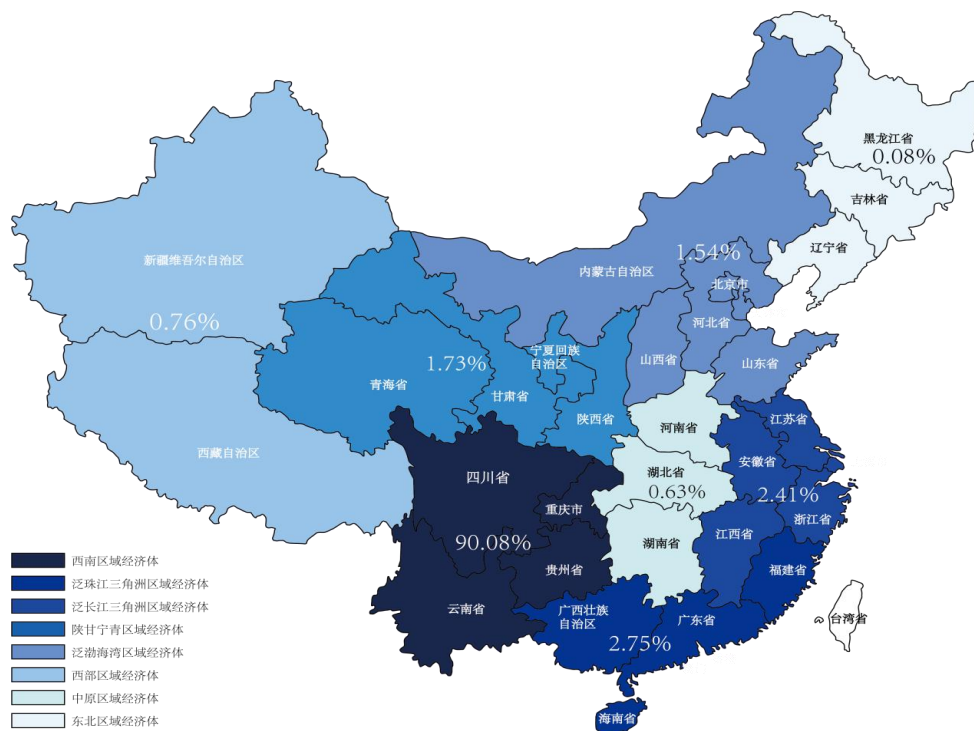 黑龙江省
0.08%
吉林省
辽宁省
1.54%
内蒙古自治区
北京市
新疆维吾尔自治区
0.76%
河北省
宁夏回族
自治区
山西省
山东省
1.73%
青海省
甘肃省
陕西省
河南省
江苏省
西藏自治区
安徽省
四川省
湖北省
0.63%
2.41%
重庆市
浙江省
江西省
90.08%
湖南省
贵州省
福建省
云南省
广西壮族
自治区
广东省
台湾省
2.75%
海南省
西南区域经济体
泛珠江三角洲区域经济体
泛长江三角洲区域经济体
陕甘宁青区域经济体
泛渤海湾区域经济体
西部区域经济体
中原区域经济体
东北区域经济体